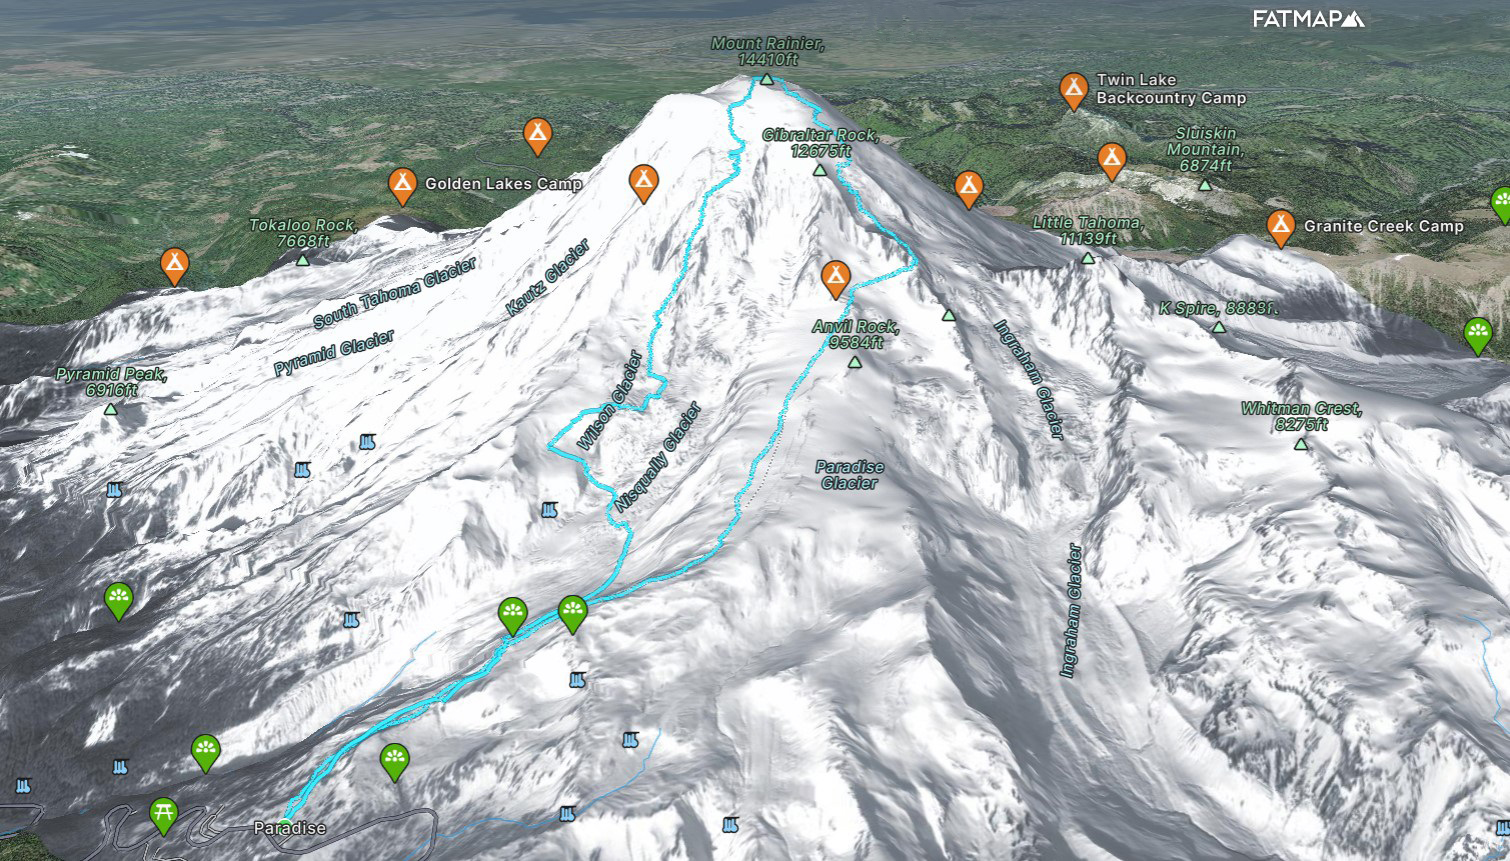 FATMAP
Mount Rainier,
14410ft
Twin Lake
Backcountry Camp
Gibraltar Rock,
12675ft
Sluiskin
Mountain,
6874ft
Golden Lakes Camp
Tokaloo Rock,
7668ft
Little Tahoma,
11139ft
Granite Creek Camp
South Tahoma Glacier
Kautz Glacier
K Spire, 8883f
Anvil Rock,
9584ft
Pyramid Glacier
Pyramid Peak,
6916ft
Wilson Glacier
Ingraham Glacier
Nisqually Glacier
Whitman Crest,
8275ft
Paradise
Glacier
Ingraham Glacier
Paradise